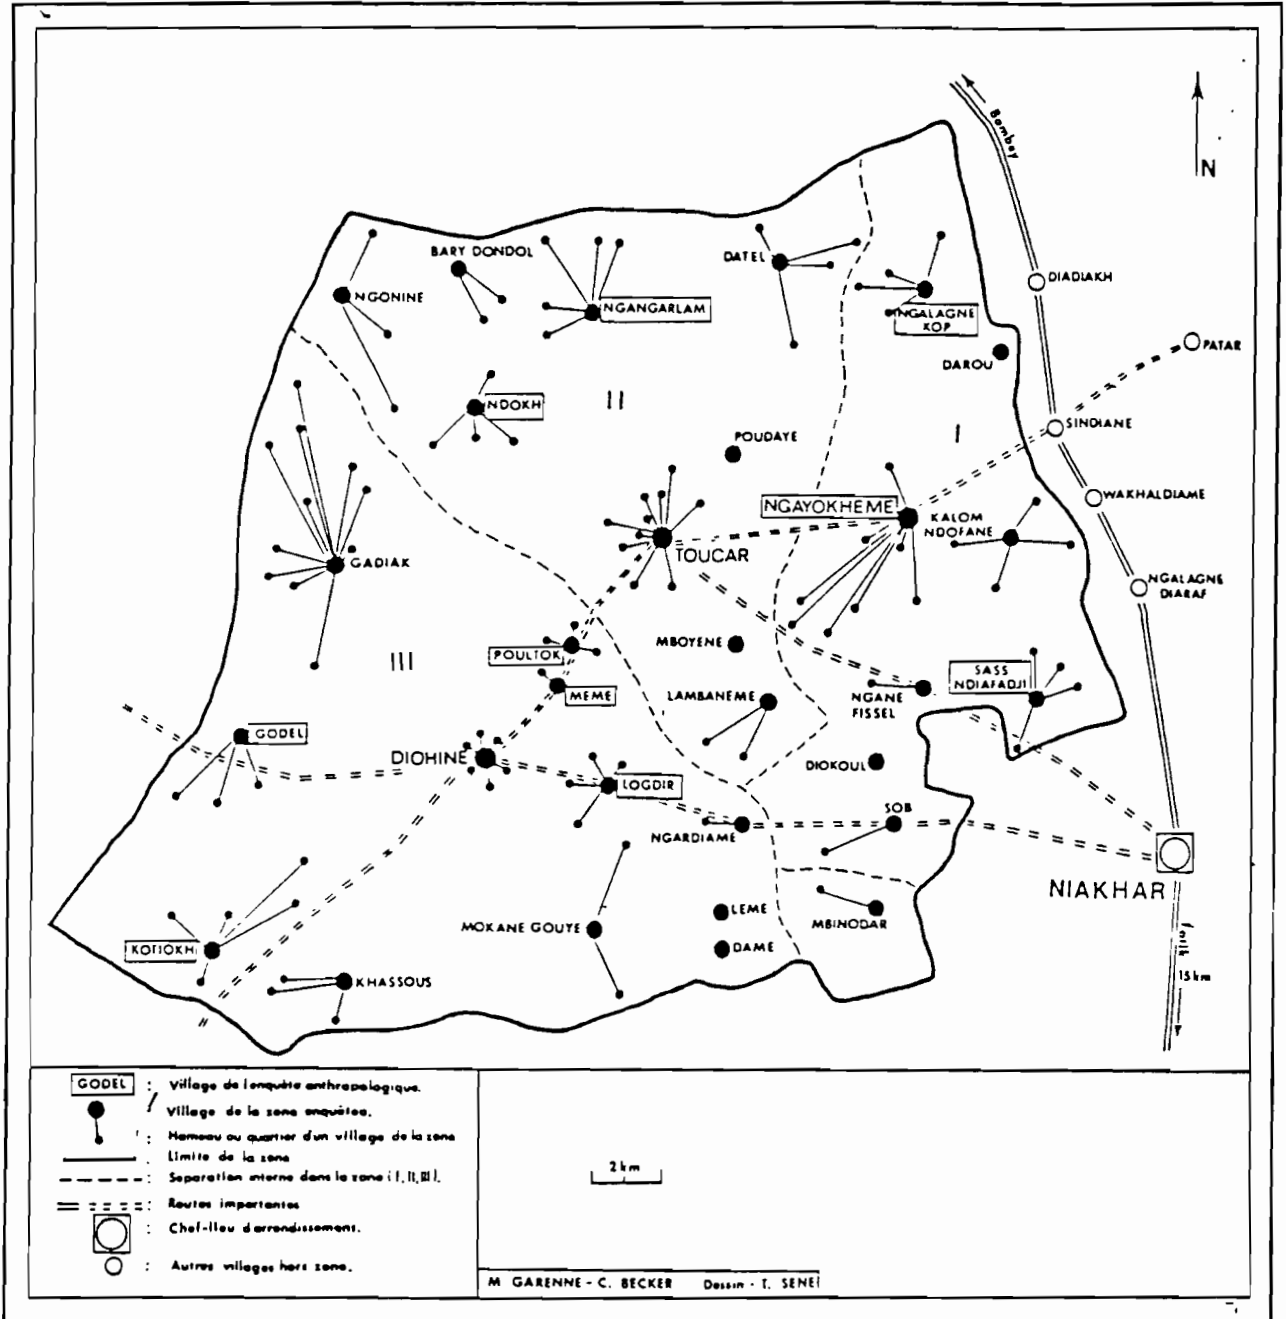 Bambey
N
BARY DONDOL
DATEL
DIADIAKH
NGONINE
NGANGARLAM
NGALAGNE
KOP
PATAR
DAROU
NDOKH
II
SINDIANE
I
POUDAYE
WAKHALDIAME
NGAYOKHEME
KALOM
NDOFANE
TOUCAR
GADIAK
NGALAGNE
DIARAF
MBOYENE
POULTOK
III
SASS
NDIAFADJI
MEME
LAMBANEME
NGANE
FISSEL
GODEL
DIOHINE
DIOKOUL
LOGDIR
SOB
NGARDIAME
NIAKHAR
LEME
MBINODAR
MOKANE GOUYE
KOTIOKH
DAME
KHASSOUS
15km
GODEL : Village de l'enquête anthropologique.
Village de la zone enquêtée.
: Hameau ou quartier d'un village de la zone
Limite de la zone
: Separation interne dans la zone (I, II, III).
: Routes importantes
: Chef-lieu d'arrondissement.
: Autres villages hors zone.
2 km
M GARENNE - C. BECKER Dessin - T. SENE